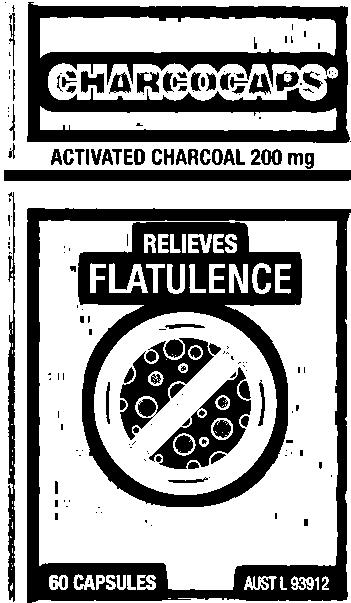 CHARCOCAPS®
ACTIVATED CHARCOAL 200 mg
RELIEVES
FLATULENCE
60 CAPSULES
AUST L 93912